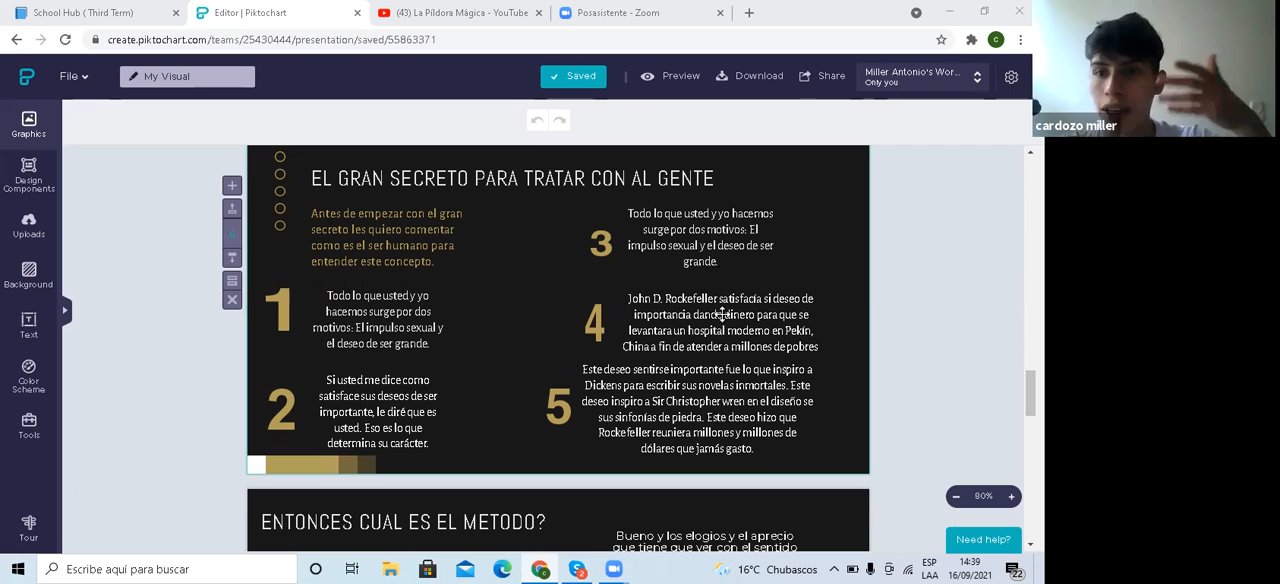 School Hub ( Third Term)
Editor | Piktochart
(43) La Píldora Mágica - YouTube
Posasistente - Zoom
create.piktochart.com/teams/25430444/presentation/saved/55863371
C
File
My Visual
Saved
Preview
Download
Share
Miller Antonio's Wor...
Only you
cardozo miller
Graphics
Design
Components
Uploads
Background
Text
Color
Scheme
Tools
Tour
6
EL GRAN SECRETO PARA TRATAR CON AL GENTE
Antes de empezar con el gran
secreto les quiero comentar
como es el ser humano para
entender este concepto.
1
Todo lo que usted y yo
hacemos surge por dos
motivos: El impulso sexual y
el deseo de ser grande.
2
Si usted me dice como
satisface sus deseos de ser
importante, le diré que es
usted. Eso es lo que
determina su carácter.
3
Todo lo que usted y yo hacemos
surge por dos motivos: El
impulso sexual y el deseo de ser
grande.
4
John D. Rockefeller satisfacía si deseo de
importancia dando dinero para que se
levantara un hospital moderno en Pekín,
China a fin de atender a millones de pobres
5
Este deseo sentirse importante fue lo que inspiro a
Dickens para escribir sus novelas inmortales. Este
deseo inspiro a Sir Christopher wren en el diseño se
sus sinfonías de piedra. Este deseo hizo que
Rockefeller reuniera millones y millones de
dólares que jamás gasto.
ENTONCES CUAL ES EL METODO?
Bueno y los elogios y el aprecio
que tiene que ver con el sentido
80%
Need help?
Escribe aquí para buscar
2
16°C Chubascos
ESP
LAA
14:39
16/09/2021
22